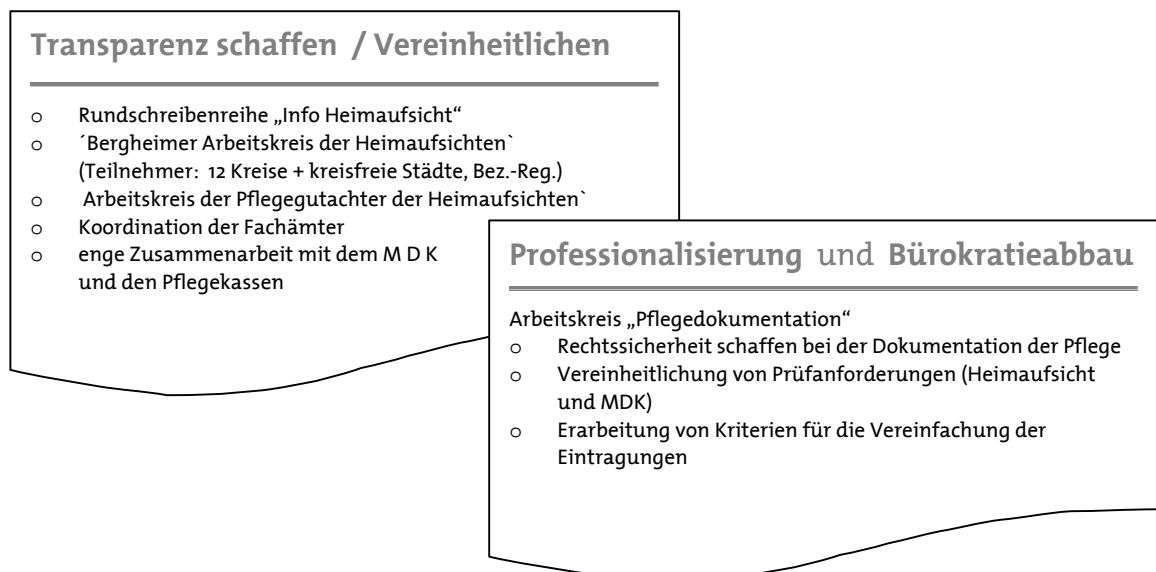 Transparenz schaffen / Vereinheitlichen
o Rundschreibenreihe „Info Heimaufsicht“
o ´Bergheimer Arbeitskreis der Heimaufsichten`
(Teilnehmer: 12 Kreise + kreisfreie Städte, Bez.-Reg.)
o Arbeitskreis der Pflegegutachter der Heimaufsichten`
o Koordination der Fachämter
o enge Zusammenarbeit mit dem M D K
und den Pflegekassen
Professionalisierung und Bürokratieabbau
Arbeitskreis „Pflegedokumentation“
o Rechtssicherheit schaffen bei der Dokumentation der Pflege
o Vereinheitlichung von Prüfanforderungen (Heimaufsicht
und MDK)
o Erarbeitung von Kriterien für die Vereinfachung der
Eintragungen